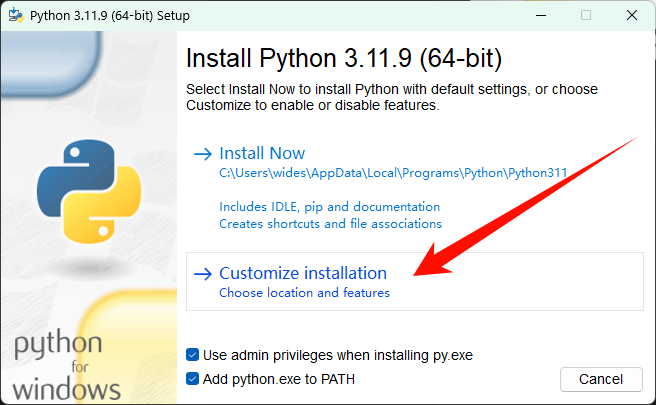 Python 3.11.9 (64-bit) Setup
Install Python 3.11.9 (64-bit)
Select Install Now to install Python with default settings, or choose
Customize to enable or disable features.
Install Now
C:\Users\wides\AppData\Local\Programs\Python\Python311
Includes IDLE, pip and documentation
Creates shortcuts and file associations
Customize installation
Choose location and features
python
for
windows
Use admin privileges when installing py.exe
Add python.exe to PATH
Cancel